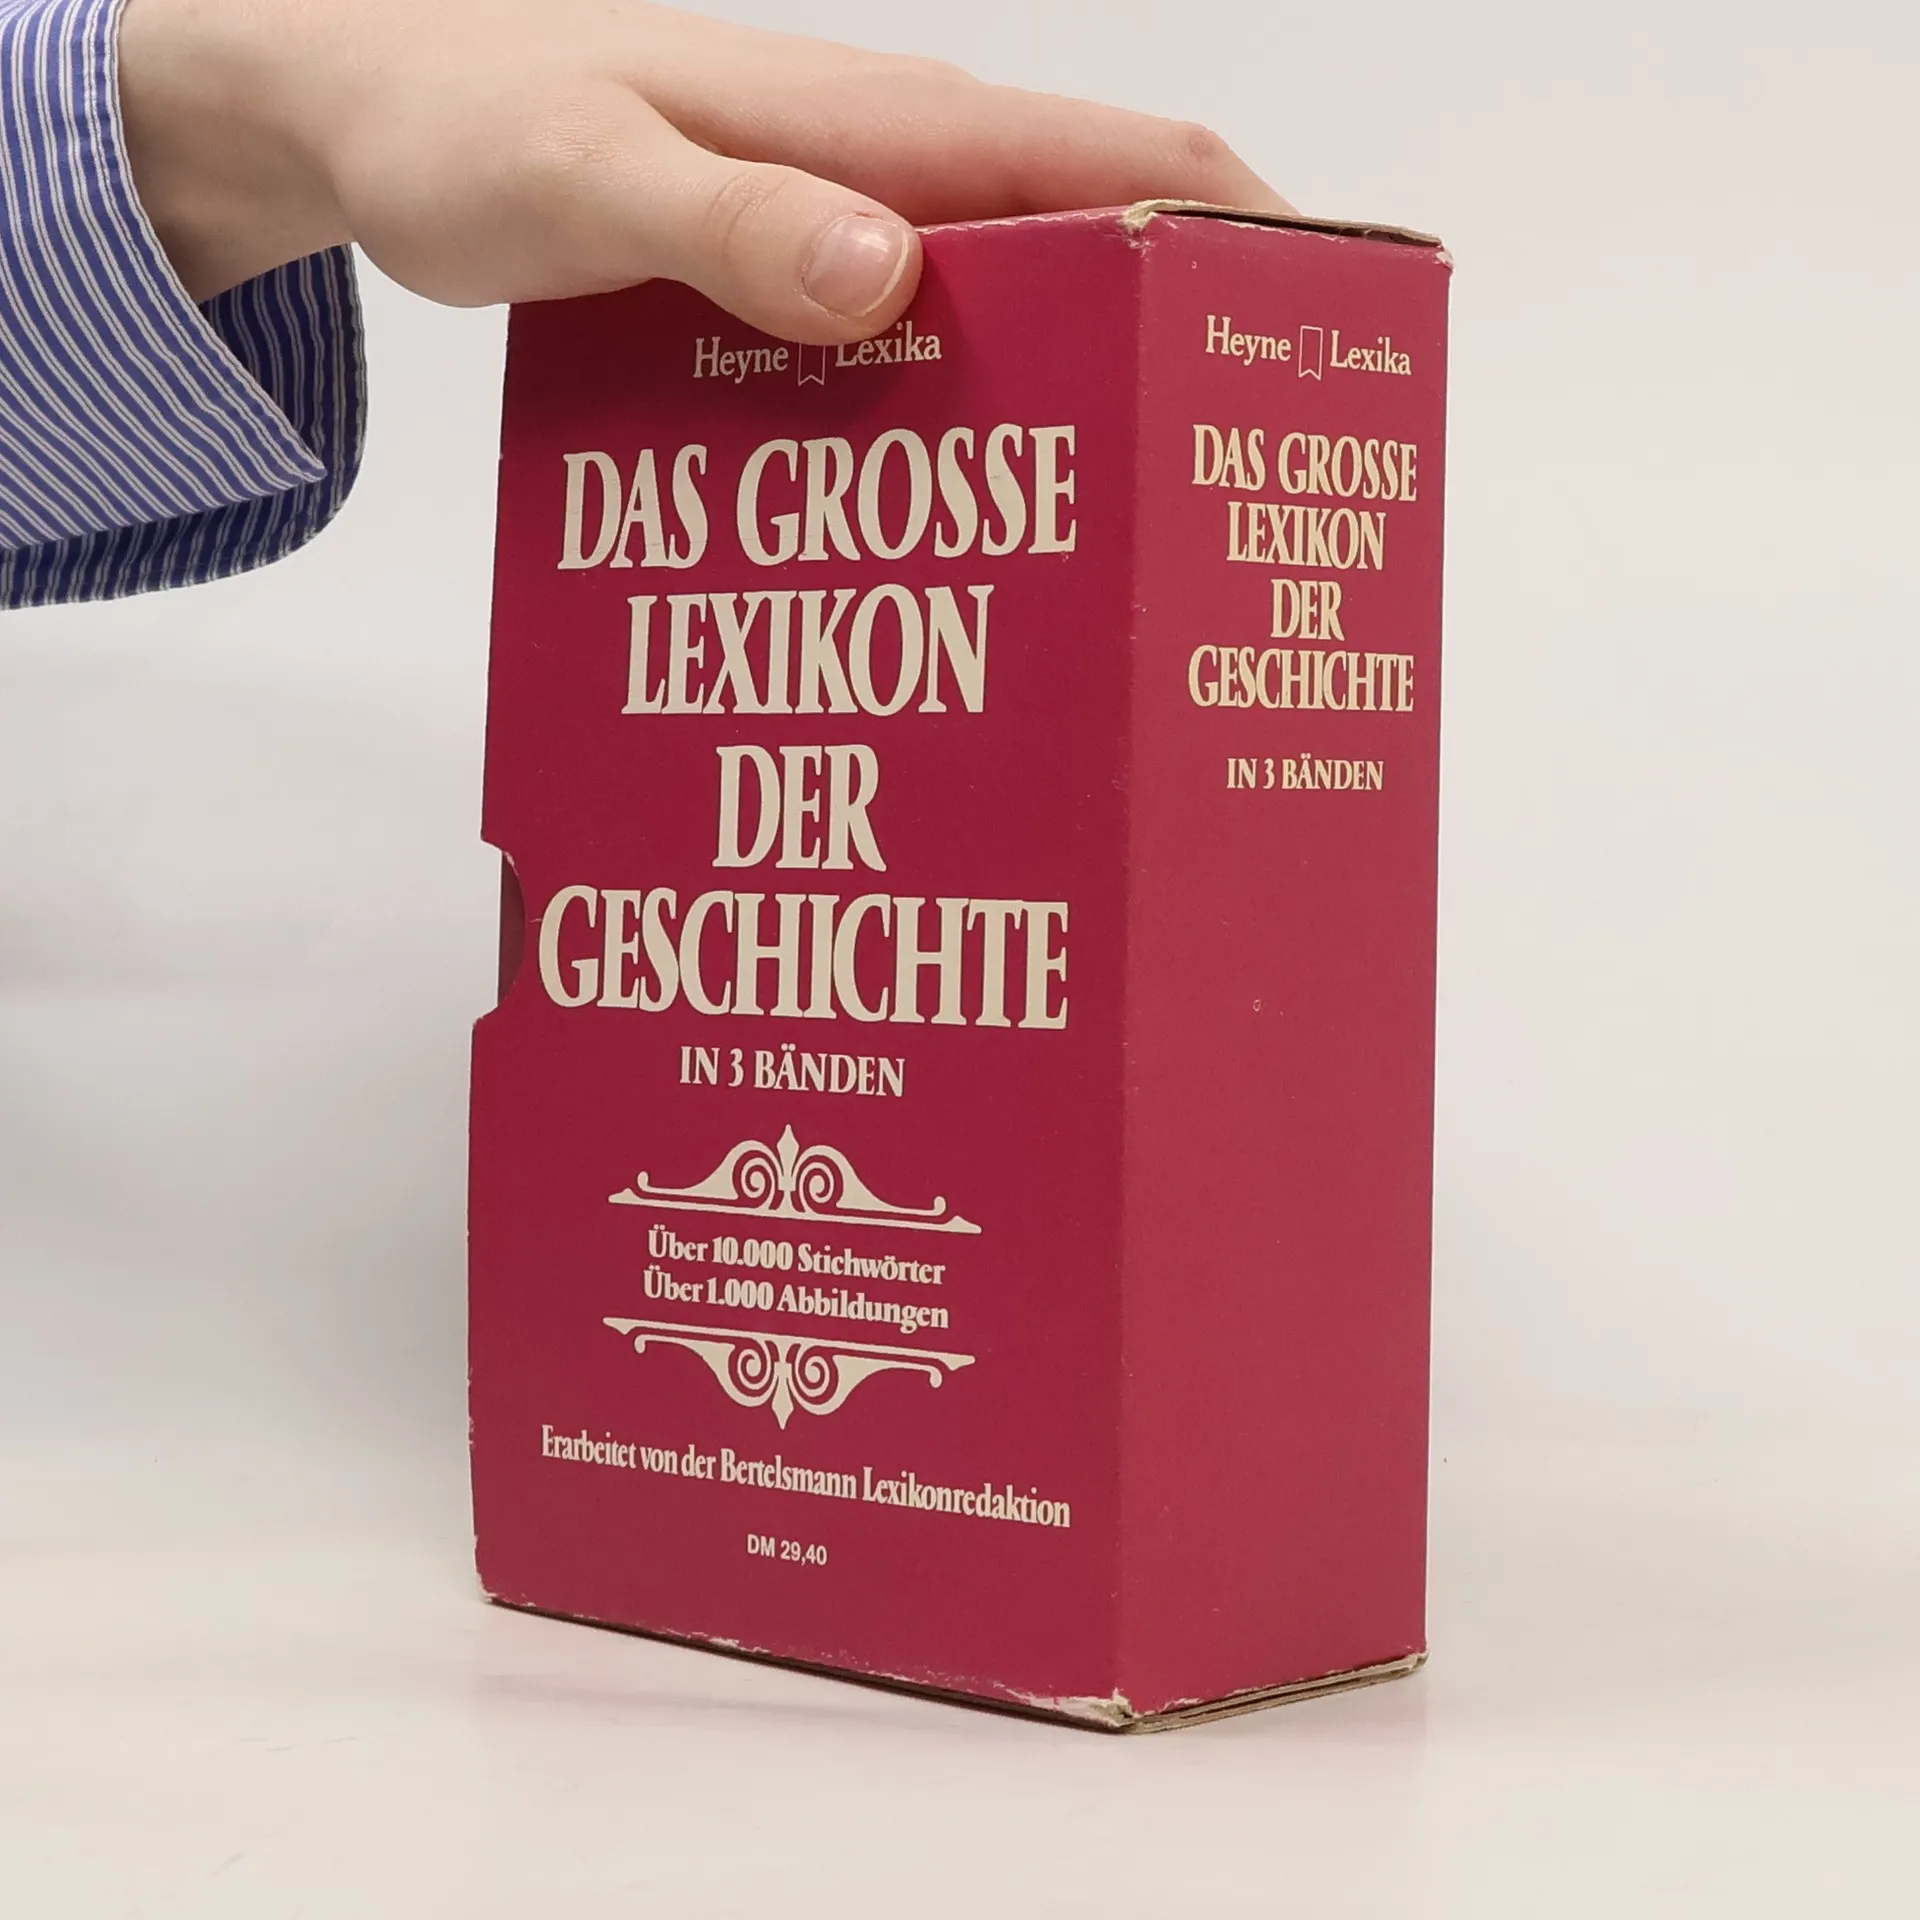 Heyne Lexika
DAS GROSSE
LEXIKON
DER
GESCHICHTE
IN 3 BÄNDEN
Über 10.000 Stichwörter
Über 1.000 Abbildungen
Erarbeitet von der Bertelsmann Lexikonredaktion
DM 29,40
Heyne Lexika
DAS GROSSE
LEXIKON
DER
GESCHICHTE
IN 3 BÄNDEN